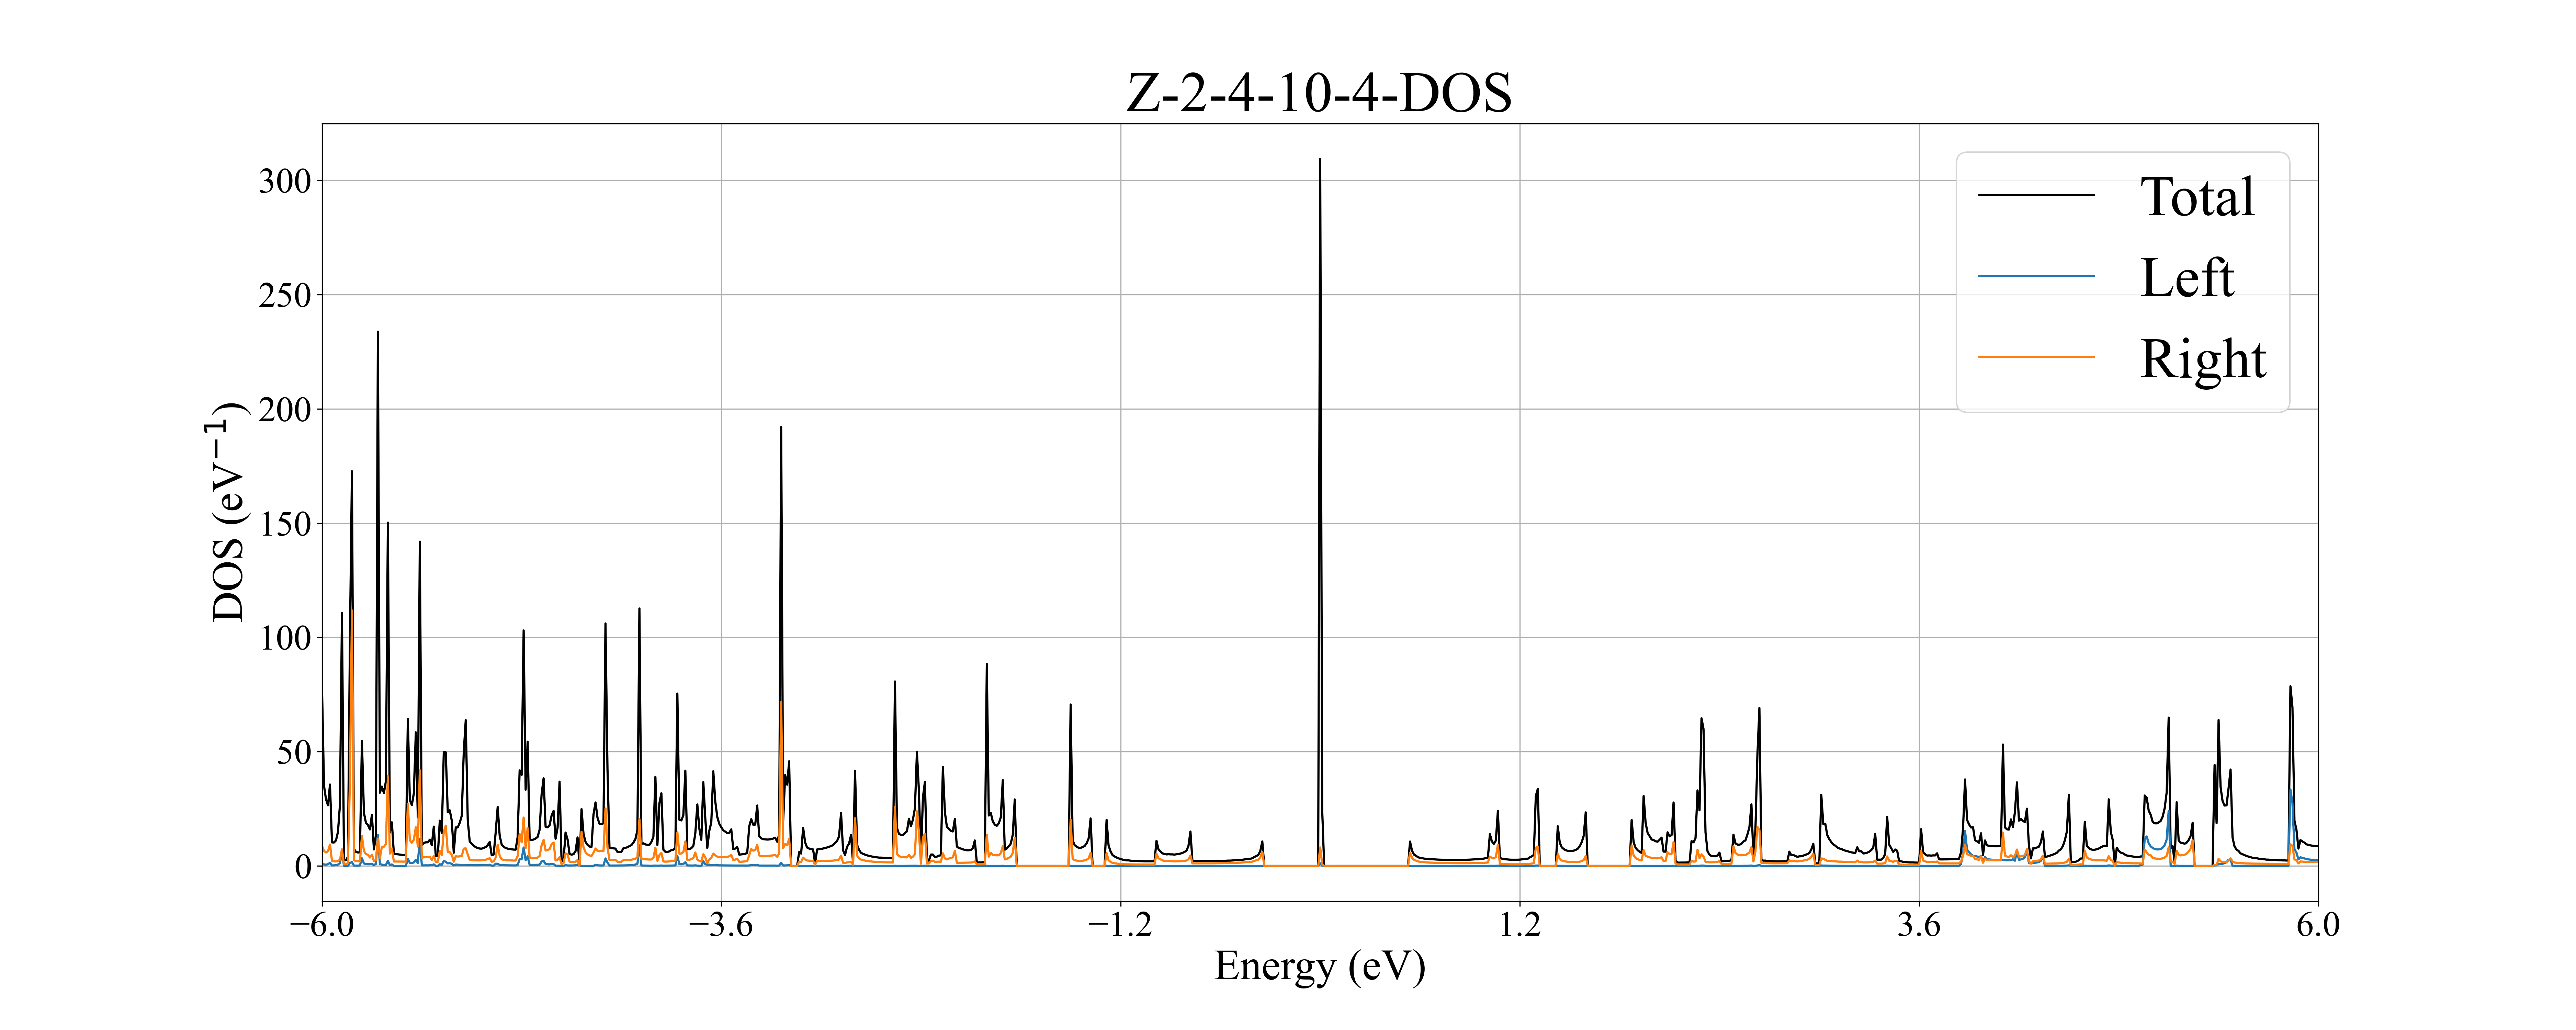 Z-2-4-10-4-DOS
DOS (eV⁻¹)
300
250
200
150
100
50
0
Total
Left
Right
−6.0 −3.6 −1.2 1.2 3.6 6.0
Energy (eV)